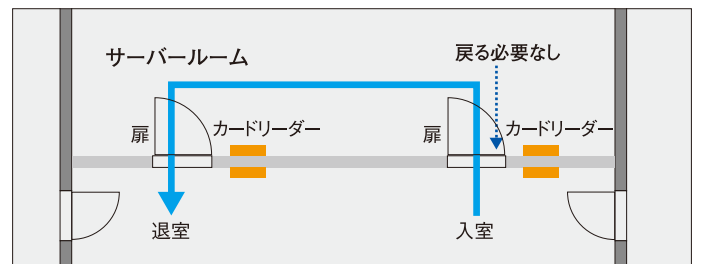 サーバールーム
戻る必要なし
扉
カードリーダー
扉
カードリーダー
退室
入室